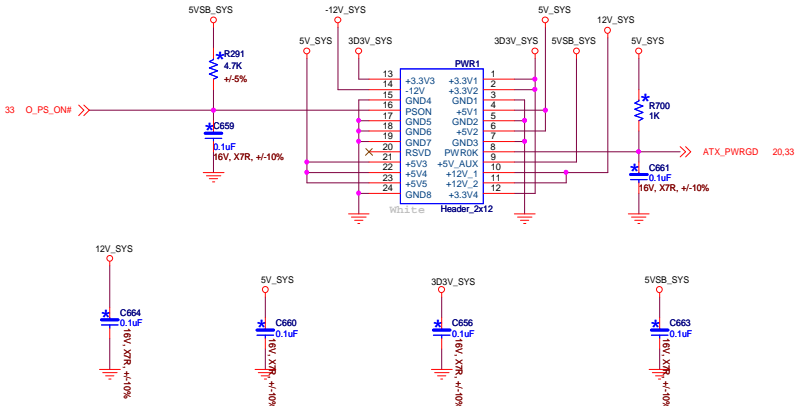 5VSB_SYS
-12V_SYS
5V_SYS
12V_SYS
5V_SYS
3D3V_SYS
3D3V_SYS
5VSB_SYS
5V_SYS
R291
4.7K
+/-5%
PWR1
13 +3.3V3 +3.3V1 1
14 -12V +3.3V2 2
15 GND4 GND1 3
16 PSON +5V1 4
17 GND5 GND2 5
18 GND6 +5V2 6
19 GND7 GND3 7
20 RSVD PWROK 8
21 +5V3 +5V_AUX 9
22 +5V4 +12V_1 10
23 +5V5 +12V_2 11
24 GND8 +3.3V4 12
White
Header_2x12
33 O_PS_ON#
C659
0.1uF
16V, X7R, +/-10%
R700
1K
ATX_PWRGD 20,33
C661
0.1uF
16V, X7R, +/-10%
12V_SYS
C664
0.1uF
16V, X7R, +/-10%
5V_SYS
C660
0.1uF
16V, X7R, +/-10%
3D3V_SYS
C656
0.1uF
16V, X7R, +/-10%
5VSB_SYS
C663
0.1uF
16V, X7R, +/-10%